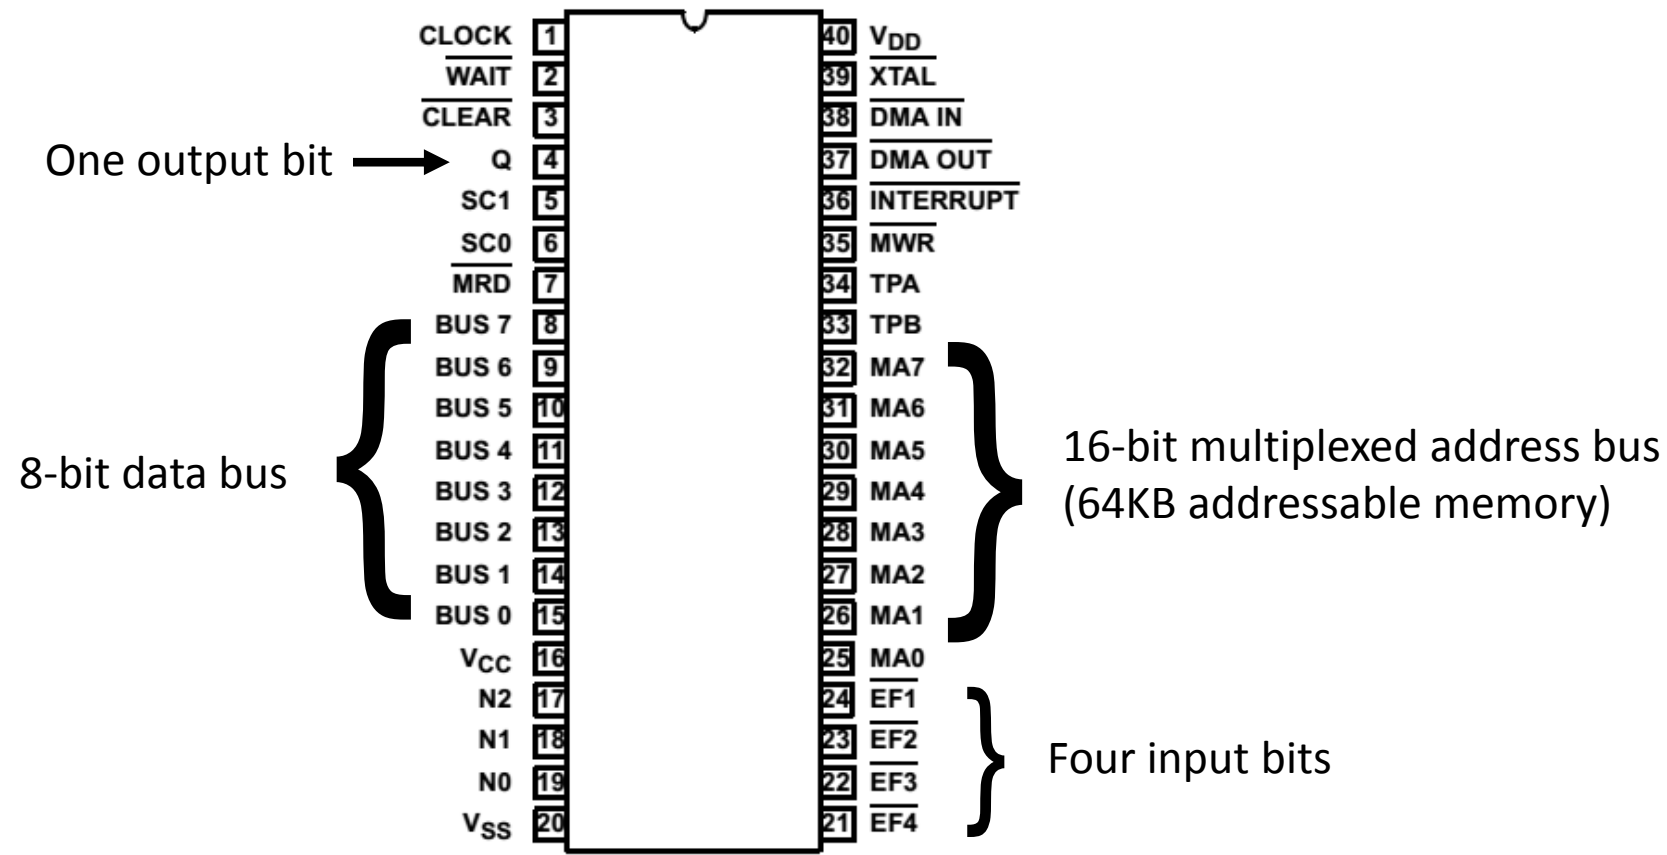 CLOCK 1 40 VDD
WAIT 2 39 XTAL
CLEAR 3 38 DMA IN
One output bit Q 4 37 DMA OUT
SC1 5 36 INTERRUPT
SC0 6 35 MWR
MRD 7 34 TPA
BUS 7 8 33 TPB
BUS 6 9 32 MA7
BUS 5 10 31 MA6
BUS 4 11 30 MA5
8-bit data bus
BUS 3 12 29 MA4
BUS 2 13 28 MA3
BUS 1 14 27 MA2
BUS 0 15 26 MA1
16-bit multiplexed address bus
(64KB addressable memory)
VCC 16 25 MA0
N2 17 24 EF1
N1 18 23 EF2
N0 19 22 EF3
VSS 20 21 EF4
Four input bits